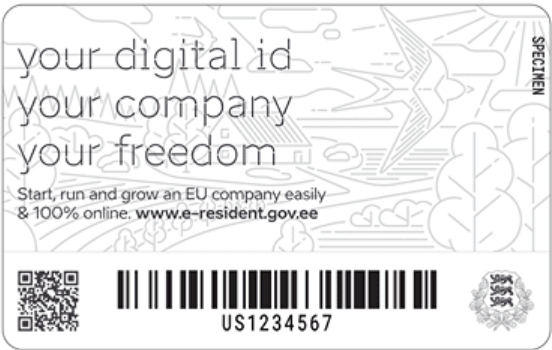 your digital id
your company
your freedom
Start, run and grow an EU company easily
& 100% online. www.e-resident.gov.ee
SPECIMEN
US1234567